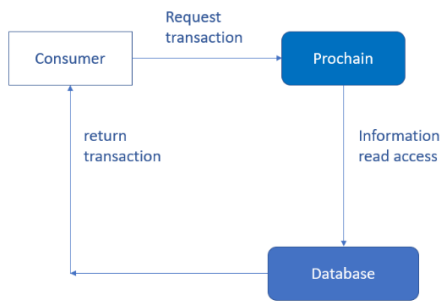 Request
transaction
Consumer
Prochain
return
transaction
Information
read access
Database